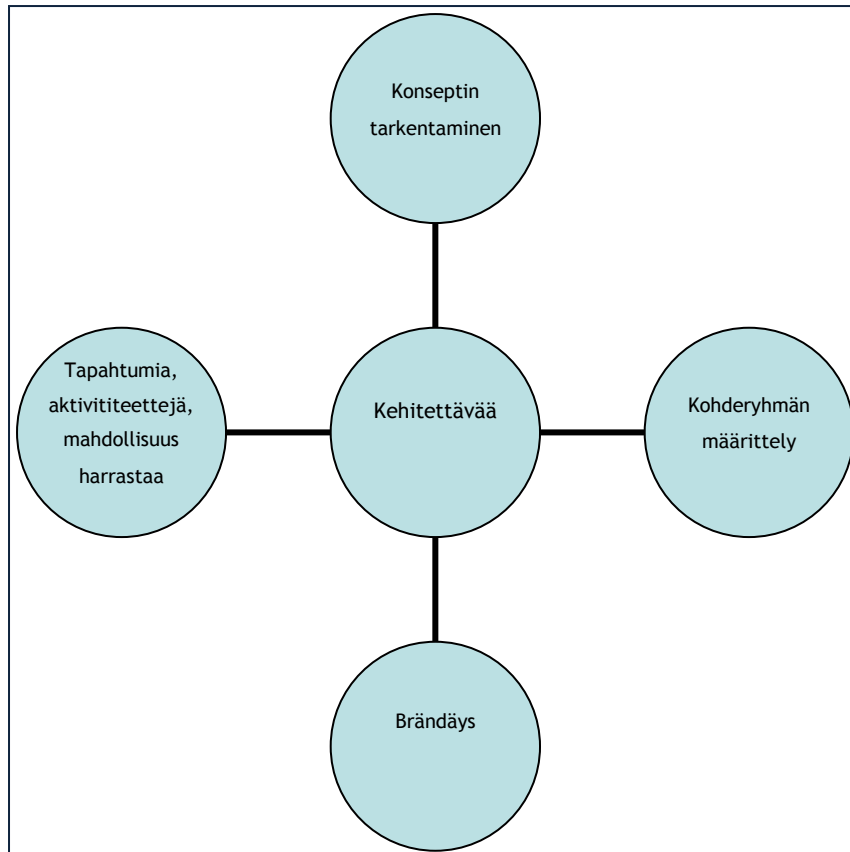 Konseptin
tarkentaminen
Tapahtumia,
aktivititeettejä,
mahdollisuus
harrastaa
Kehitettävää
Kohderyhmän
määrittely
Brändäys